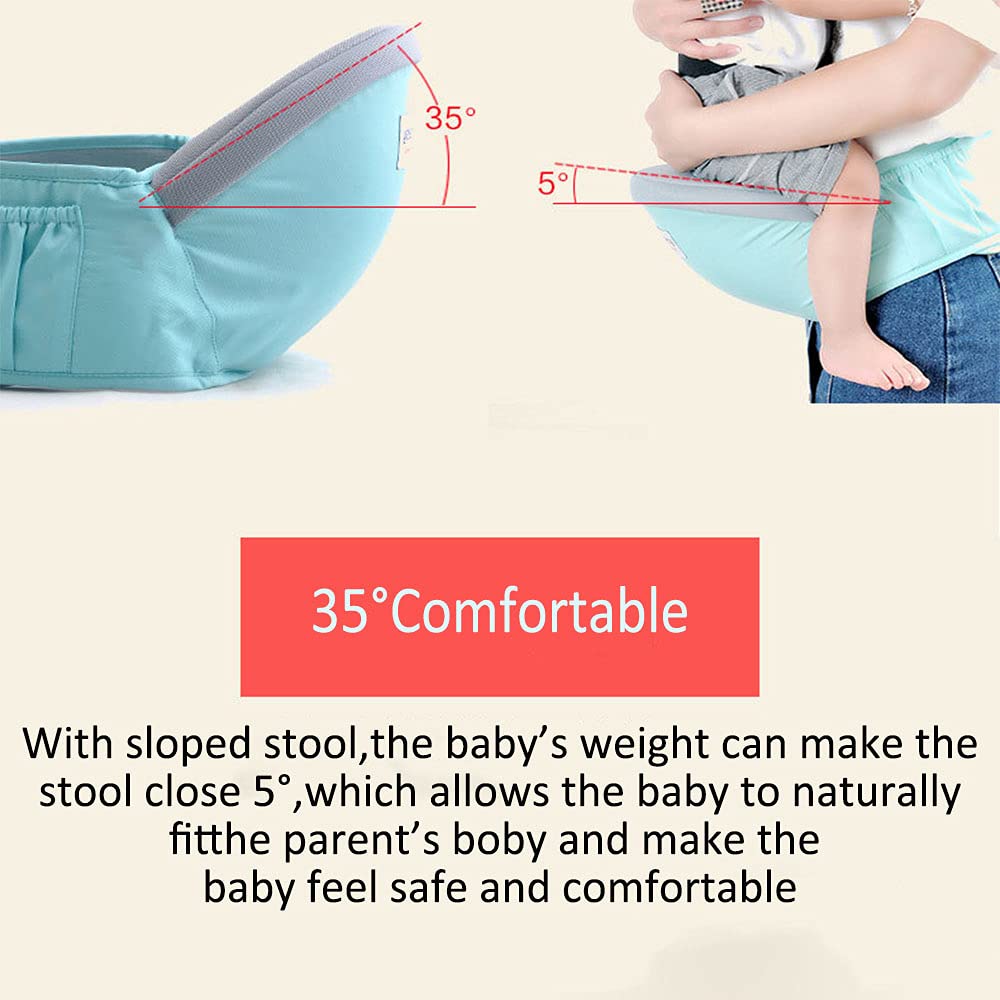 35°
5°
35°Comfortable
With sloped stool,the baby’s weight can make the
stool close 5°,which allows the baby to naturally
fitthe parent’s boby and make the
baby feel safe and comfortable